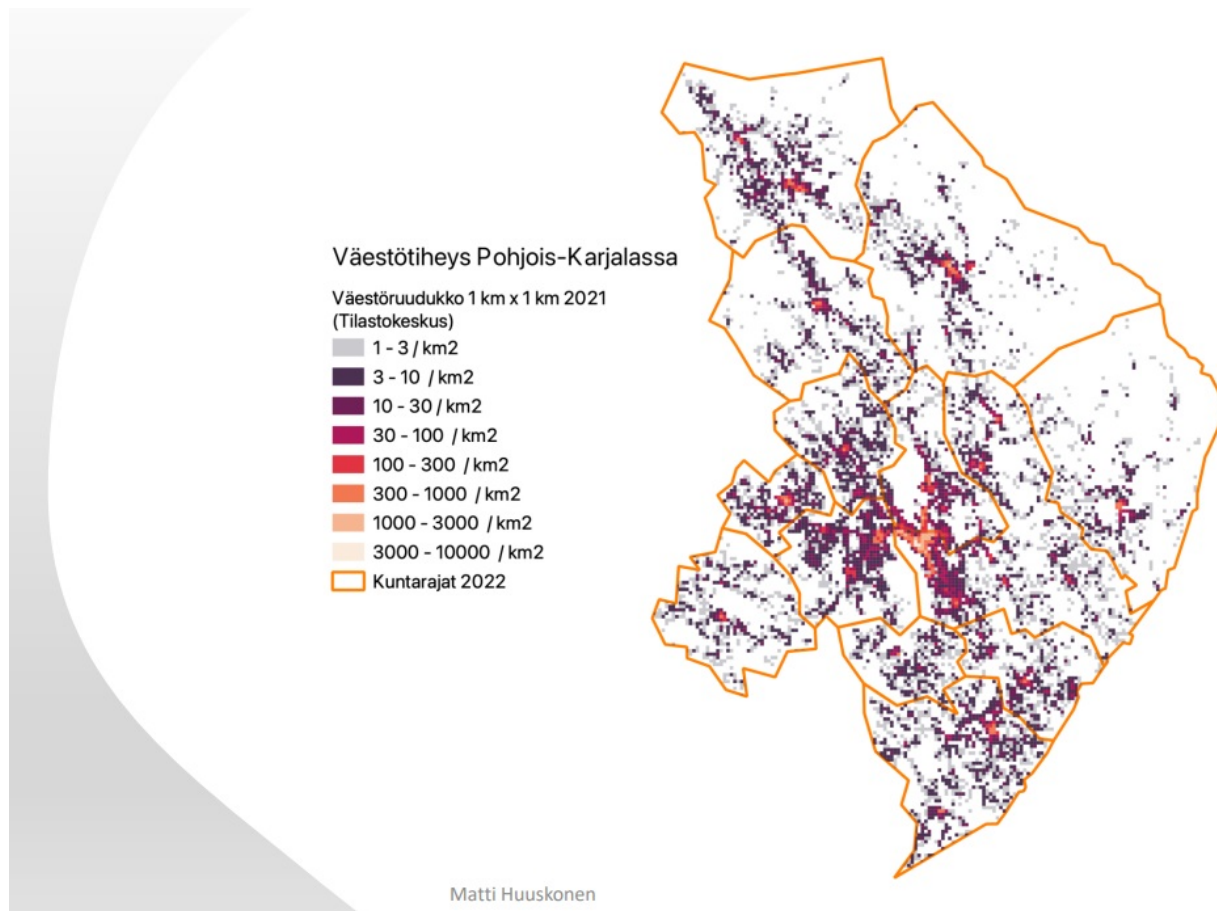 Väestötiheys Pohjois-Karjalassa
Väestöruudukko 1 km x 1 km 2021
(Tilastokeskus)
1 - 3 / km2
3 - 10 / km2
10 - 30 / km2
30 - 100 / km2
100 - 300 / km2
300 - 1000 / km2
1000 - 3000 / km2
3000 - 10000 / km2
Kuntarajat 2022
Matti Huuskonen